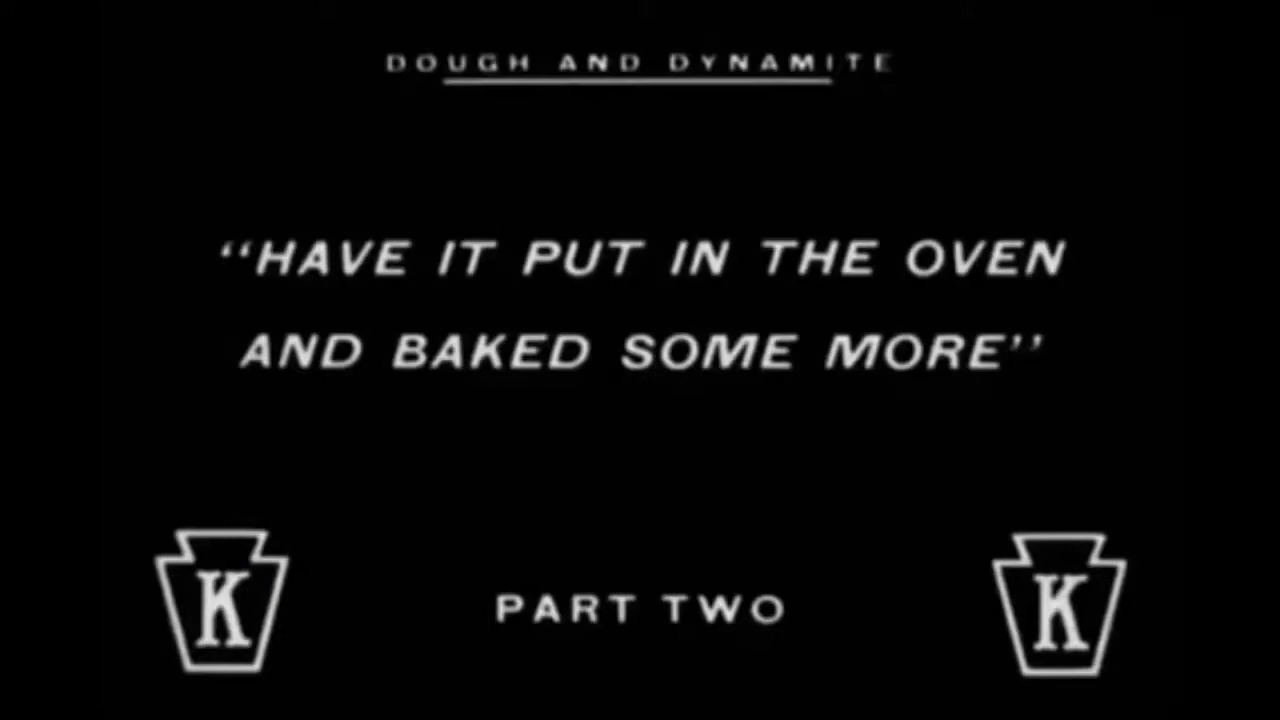 DOUGH AND DYNAMITE
“HAVE IT PUT IN THE OVEN
AND BAKED SOME MORE”
K
PART TWO
K